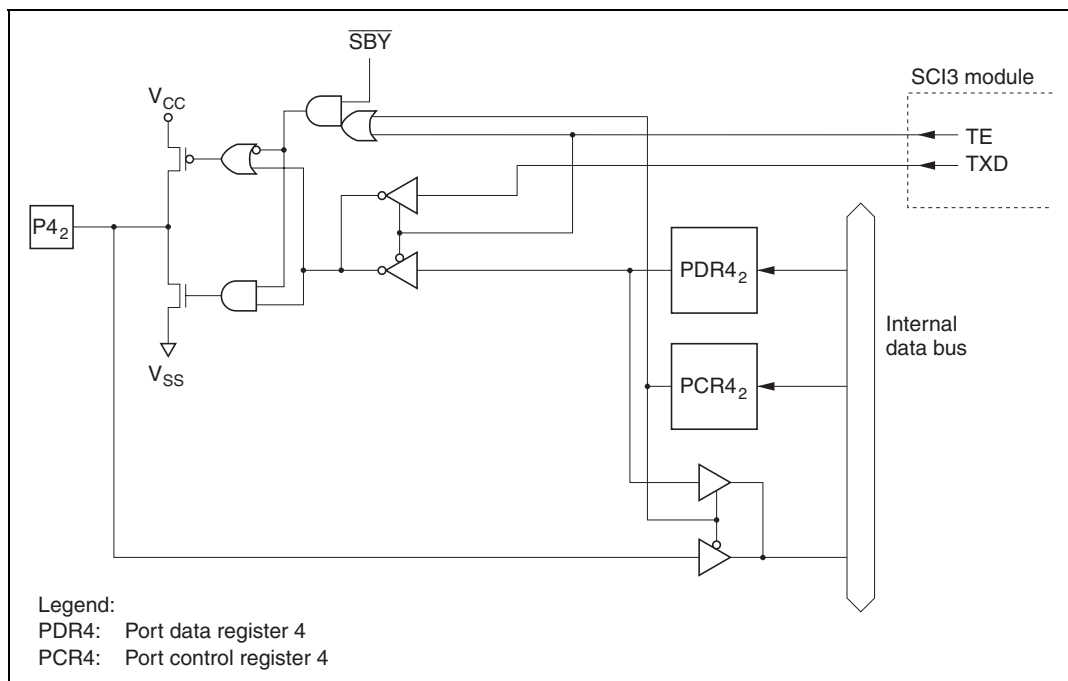 SBY
SCI3 module
VCC
TE
TXD
P42
PDR42
Internal
data bus
VSS
PCR42
Legend:
PDR4: Port data register 4
PCR4: Port control register 4